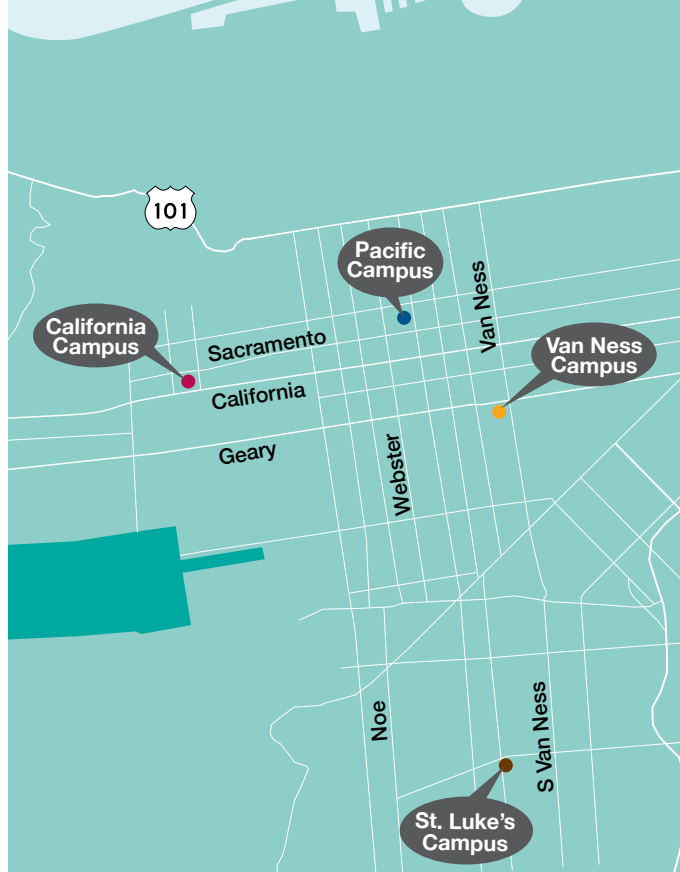 101
Pacific
Campus
Van Ness
California
Campus
Sacramento
Van Ness
Campus
California
Geary
Webster
Noe
S Van Ness
St. Luke's
Campus